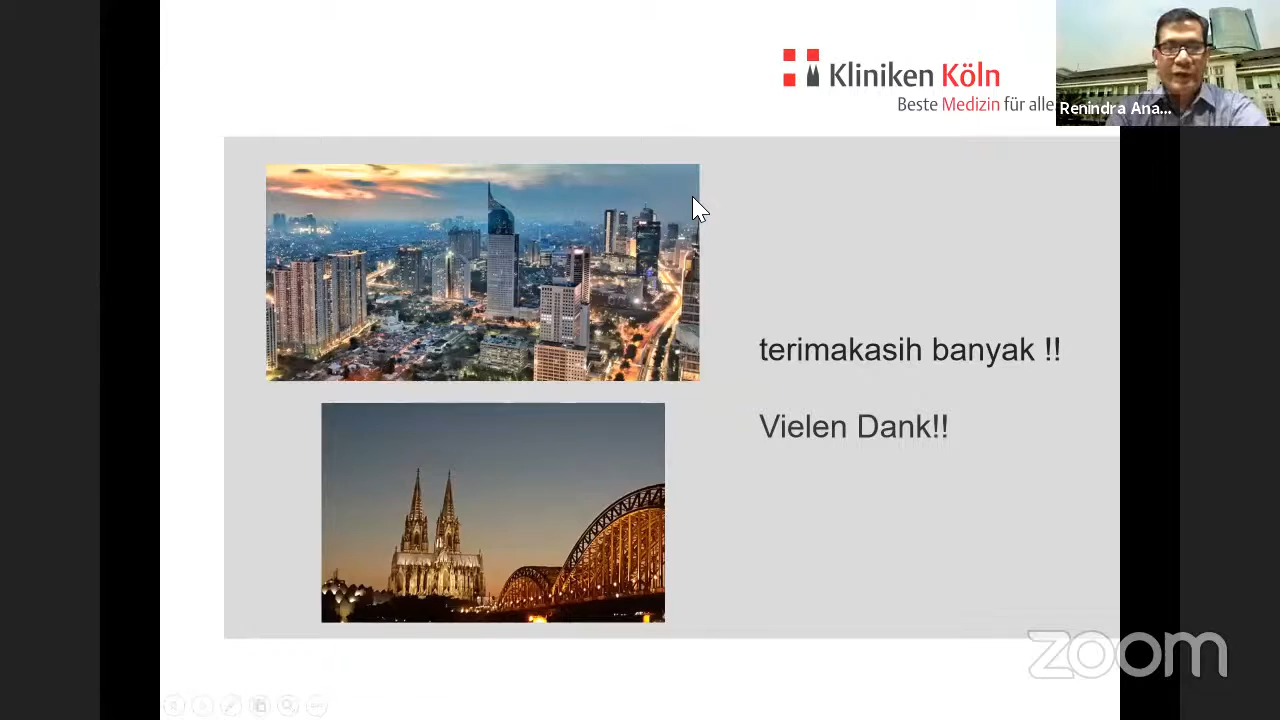 Kliniken Köln
Beste Medizin für alle
Renindra Ana...
terimakasih banyak !!
Vielen Dank!!
zoom